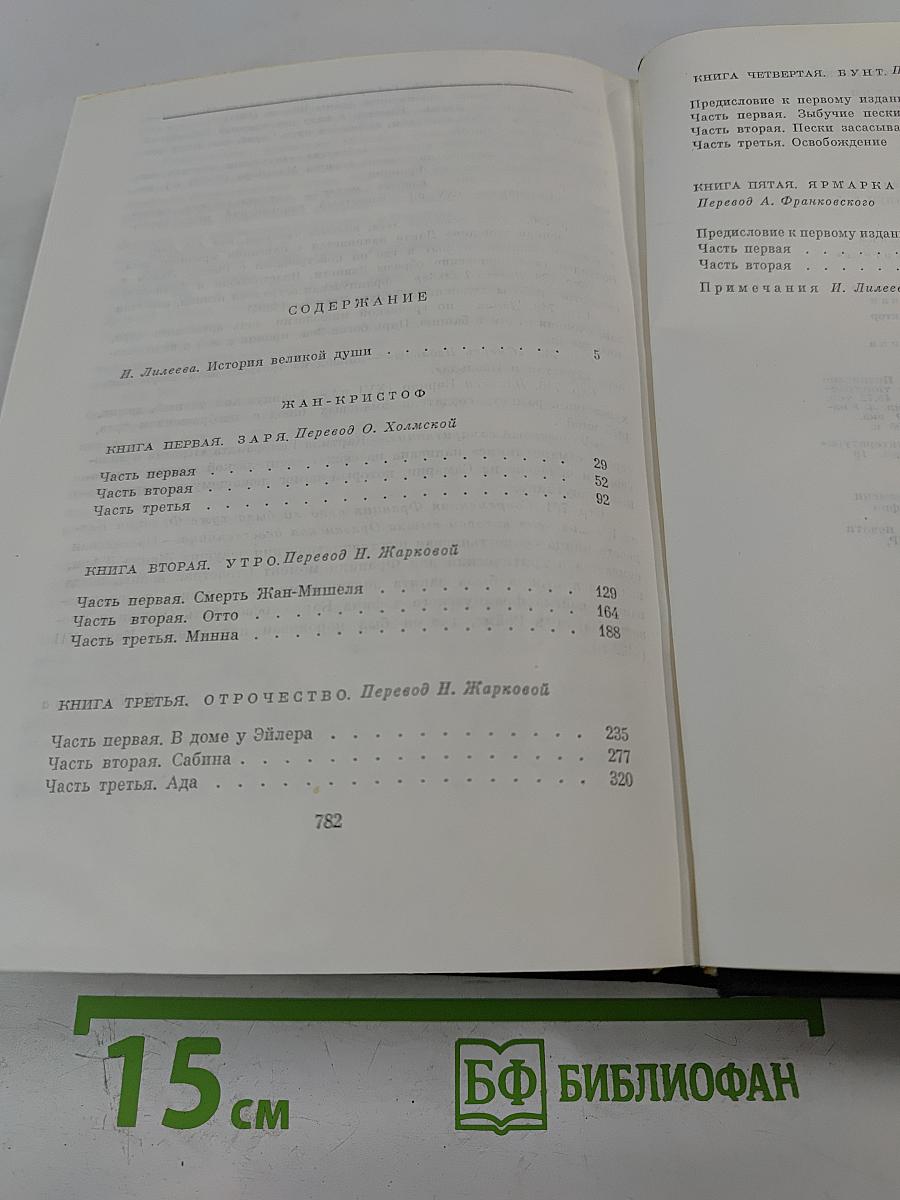 СОДЕРЖАНИЕ
И. Лилеева. История великой души . . . . . . . . . . 5
ЖАН-КРИСТОФ
КНИГА ПЕРВАЯ. ЗАРЯ. Перевод О. Холмской
Часть первая . . . . . . . . . . . . . . . . . 29
Часть вторая . . . . . . . . . . . . . . . . . 52
Часть третья . . . . . . . . . . . . . . . . . 92
КНИГА ВТОРАЯ. УТРО. Перевод Н. Жарковой
Часть первая. Смерть Жан-Мишеля . . . . . . . . . 129
Часть вторая. Отто . . . . . . . . . . . . . . . 164
Часть третья. Минна . . . . . . . . . . . . . . 188
КНИГА ТРЕТЬЯ. ОТРОЧЕСТВО. Перевод Н. Жарковой
Часть первая. В доме у Эйлера . . . . . . . . . . . . 235
Часть вторая. Сабина . . . . . . . . . . . . . . . . 277
Часть третья. Ада . . . . . . . . . . . . . . . . . 320
782
КНИГА ЧЕТВЕРТАЯ. БУНТ. П
Предисловие к первому издан
Часть первая. Зыбучие пески
Часть вторая. Пески засасыва
Часть третья. Освобождение
КНИГА ПЯТАЯ. ЯРМАРКА
Перевод А. Франковского
Предисловие к первому издан
Часть первая . . . . . .
Часть вторая . . . . . .
Примечания И. Лилеев
15 см
БФ БИБЛИОФАН